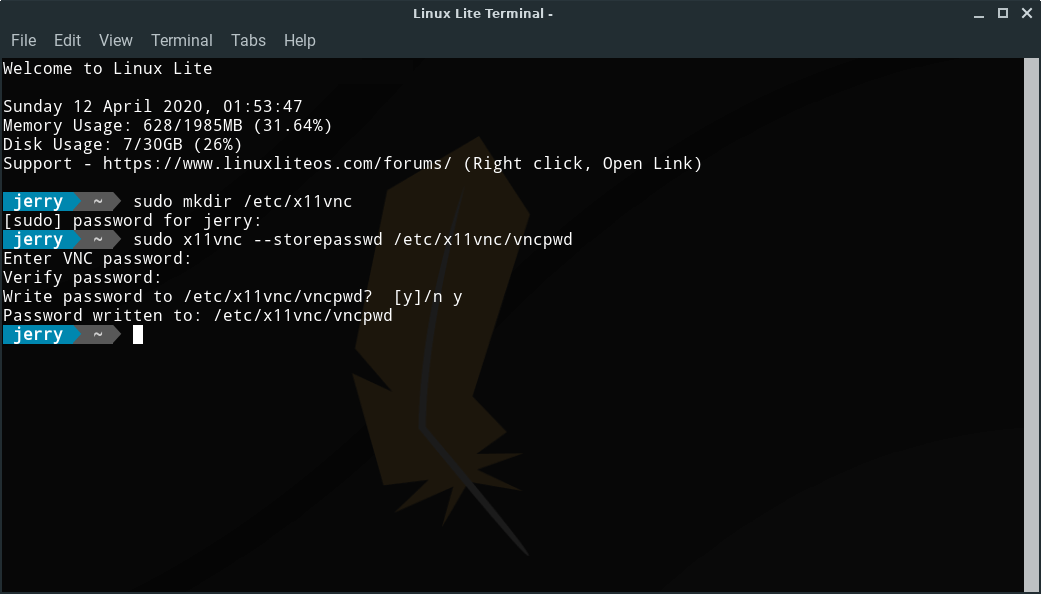 Linux Lite Terminal -
File Edit View Terminal Tabs Help
Welcome to Linux Lite
Sunday 12 April 2020, 01:53:47
Memory Usage: 628/1985MB (31.64%)
Disk Usage: 7/30GB (26%)
Support - https://www.linuxliteos.com/forums/ (Right click, Open Link)
jerry ~ sudo mkdir /etc/x11vnc
[sudo] password for jerry:
jerry ~ sudo x11vnc --storepasswd /etc/x11vnc/vncpwd
Enter VNC password:
Verify password:
Write password to /etc/x11vnc/vncpwd?  [y]/n y
Password written to: /etc/x11vnc/vncpwd
jerry ~